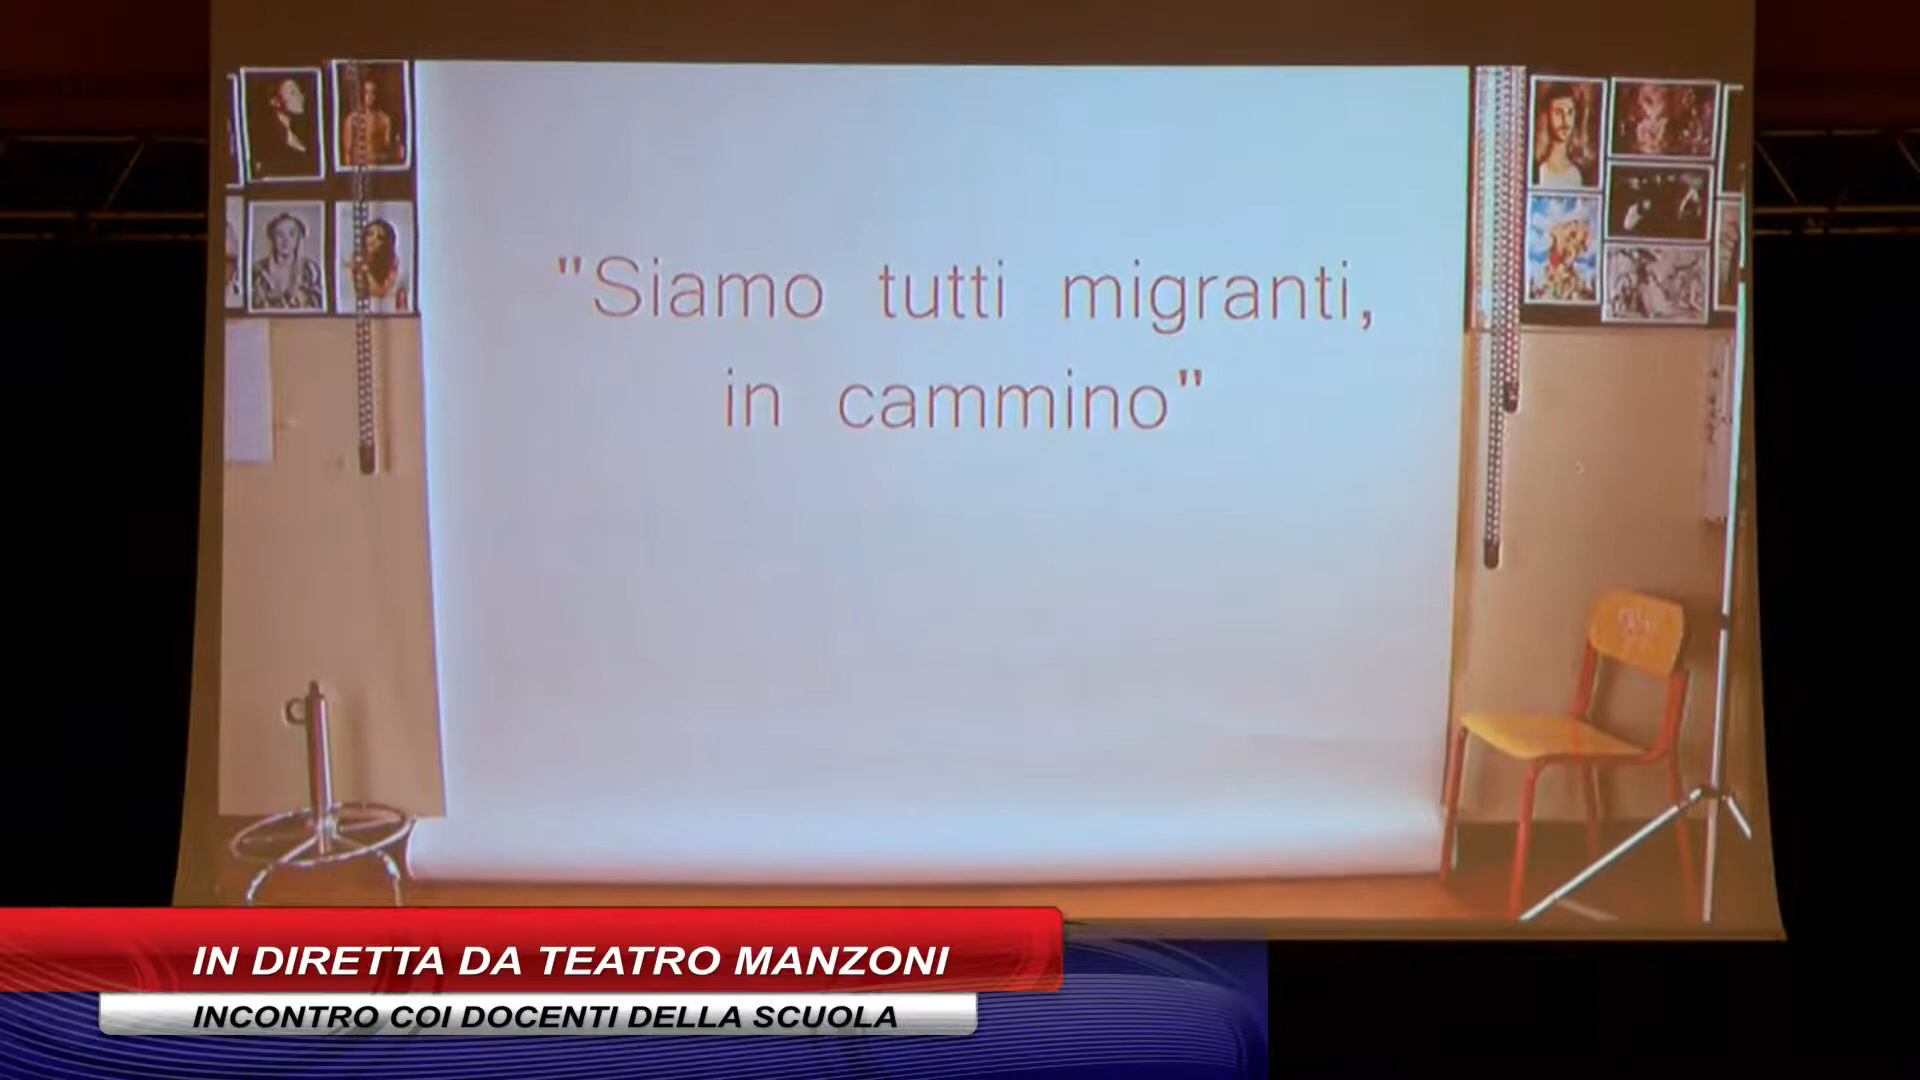 "Siamo tutti migranti,
in cammino"
IN DIRETTA DA TEATRO MANZONI
INCONTRO COI DOCENTI DELLA SCUOLA